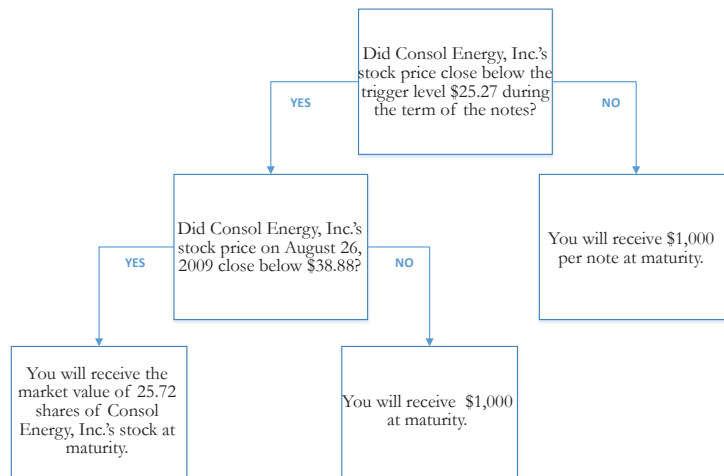 Did Consol Energy, Inc.'s
stock price close below the
trigger level $25.27 during
the term of the notes?
YES
NO
Did Consol Energy, Inc.'s
stock price on August 26,
2009 close below $38.88?
You will receive $1,000
per note at maturity.
YES
NO
You will receive the
market value of 25.72
shares of Consol
Energy, Inc.'s stock at
maturity.
You will receive $1,000
at maturity.